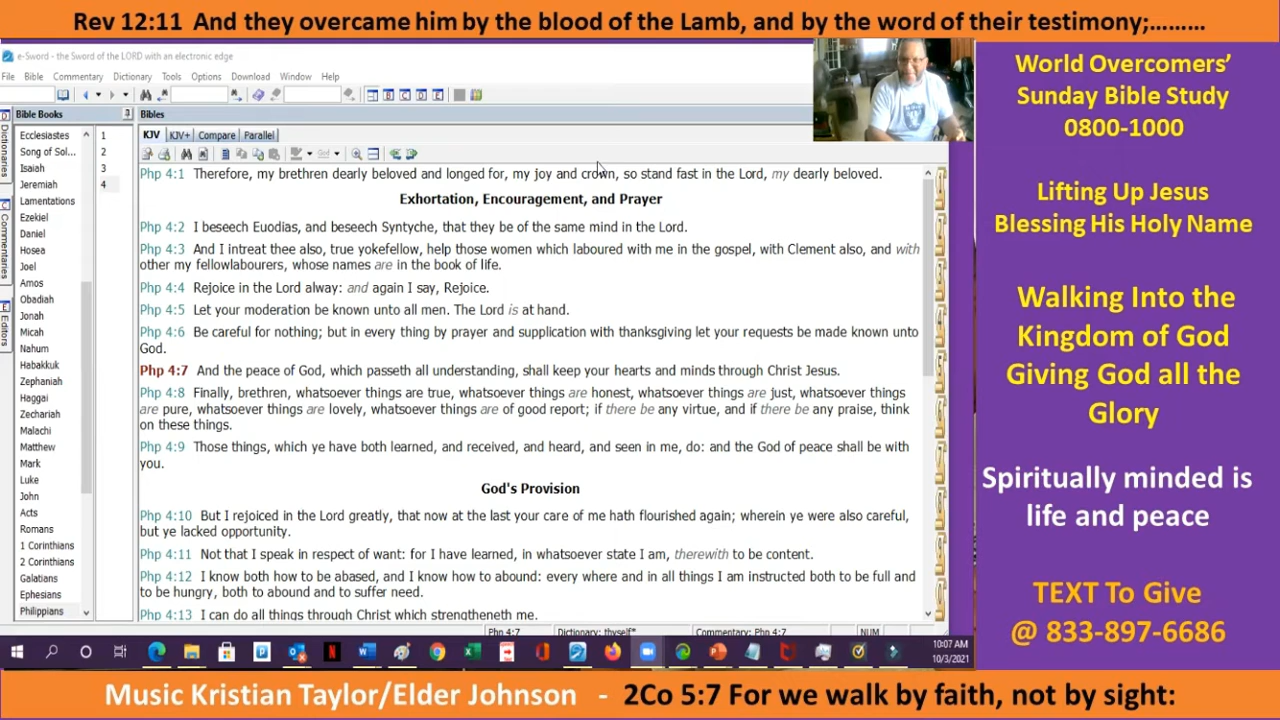 Rev 12:11 And they overcame him by the blood of the Lamb, and by the word of their testimony;………
e-Sword - the Sword of the LORD with an electronic edge
File Bible Commentary Dictionary Tools Options Download Window Help
Bible Books
Ecclesiastes
Song of Sol...
Isaiah
Jeremiah
Lamentations
Ezekiel
Daniel
Hosea
Joel
Amos
Obadiah
Jonah
Micah
Nahum
Habakkuk
Zephaniah
Haggai
Zechariah
Malachi
Matthew
Mark
Luke
John
Acts
Romans
1 Corinthians
2 Corinthians
Galatians
Ephesians
Philippians
1
2
3
4
Dictionaries
Commentaries
Editors
Bibles
KJV KJV+ Compare Parallel
Php 4:1 Therefore, my brethren dearly beloved and longed for, my joy and crown, so stand fast in the Lord, my dearly beloved.
Exhortation, Encouragement, and Prayer
Php 4:2 I beseech Euodias, and beseech Syntyche, that they be of the same mind in the Lord.
Php 4:3 And I intreat thee also, true yokefellow, help those women which laboured with me in the gospel, with Clement also, and with
other my fellowlabourers, whose names are in the book of life.
Php 4:4 Rejoice in the Lord alway: and again I say, Rejoice.
Php 4:5 Let your moderation be known unto all men. The Lord is at hand.
Php 4:6 Be careful for nothing; but in every thing by prayer and supplication with thanksgiving let your requests be made known unto
God.
Php 4:7 And the peace of God, which passeth all understanding, shall keep your hearts and minds through Christ Jesus.
Php 4:8 Finally, brethren, whatsoever things are true, whatsoever things are honest, whatsoever things are just, whatsoever things
are pure, whatsoever things are lovely, whatsoever things are of good report; if there be any virtue, and if there be any praise, think
on these things.
Php 4:9 Those things, which ye have both learned, and received, and heard, and seen in me, do: and the God of peace shall be with
you.
God's Provision
Php 4:10 But I rejoiced in the Lord greatly, that now at the last your care of me hath flourished again; wherein ye were also careful,
but ye lacked opportunity.
Php 4:11 Not that I speak in respect of want: for I have learned, in whatsoever state I am, therewith to be content.
Php 4:12 I know both how to be abased, and I know how to abound: every where and in all things I am instructed both to be full and
to be hungry, both to abound and to suffer need.
Php 4:13 I can do all things through Christ which strengtheneth me.
Php 4:7 Dictionary: thyself* Commentary: Php 4:7 NUM
10:07 AM
10/3/2021
World Overcomers'
Sunday Bible Study
0800-1000
Lifting Up Jesus
Blessing His Holy Name
Walking Into the
Kingdom of God
Giving God all the
Glory
Spiritually minded is
life and peace
TEXT To Give
@ 833-897-6686
Music Kristian Taylor/Elder Johnson - 2Co 5:7 For we walk by faith, not by sight: